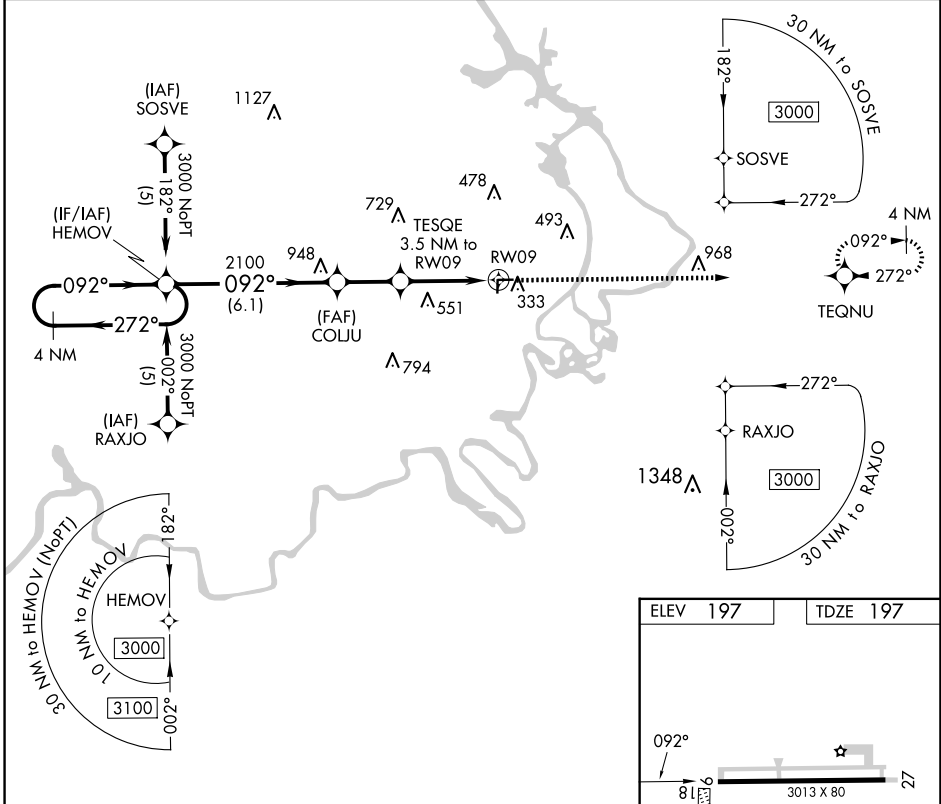 (IAF)
SOSVE
1127
3000 NoPT
182°
(5)
(IF/IAF)
HEMOV
092°
272°
4 NM
3000 NoPT
002°
(5)
(IAF)
RAXJO
2100
092°
(6.1)
948
(FAF)
COLJU
729
TESQE
3.5 NM to
RW09
551
794
478
493
RW09
333
968
30 NM to SOSVE
182°
3000
SOSVE
272°
4 NM
092°
272°
TEQNU
272°
RAXJO
3000
002°
30 NM to RAXJO
1348
30 NM to HEMOV (NoPT)
10 NM to HEMOV
182°
HEMOV
3000
3100
002°
ELEV 197
TDZE 197
092°
9
27
3013 X 80
18